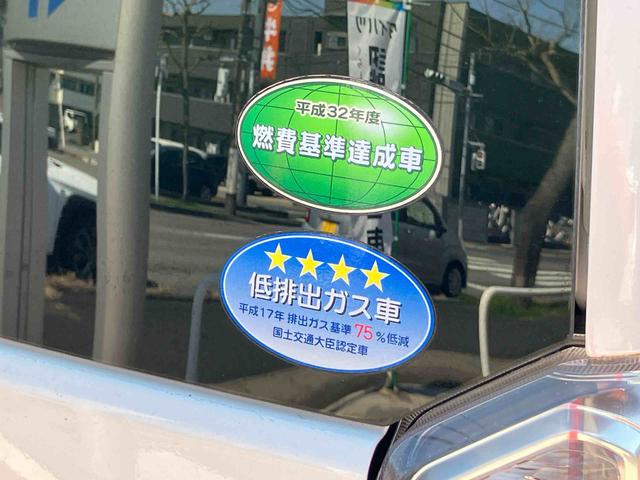 平成32年度
燃費基準達成車
低排出ガス車
平成17年 排出ガス基準 75%低減
国土交通大臣認定車